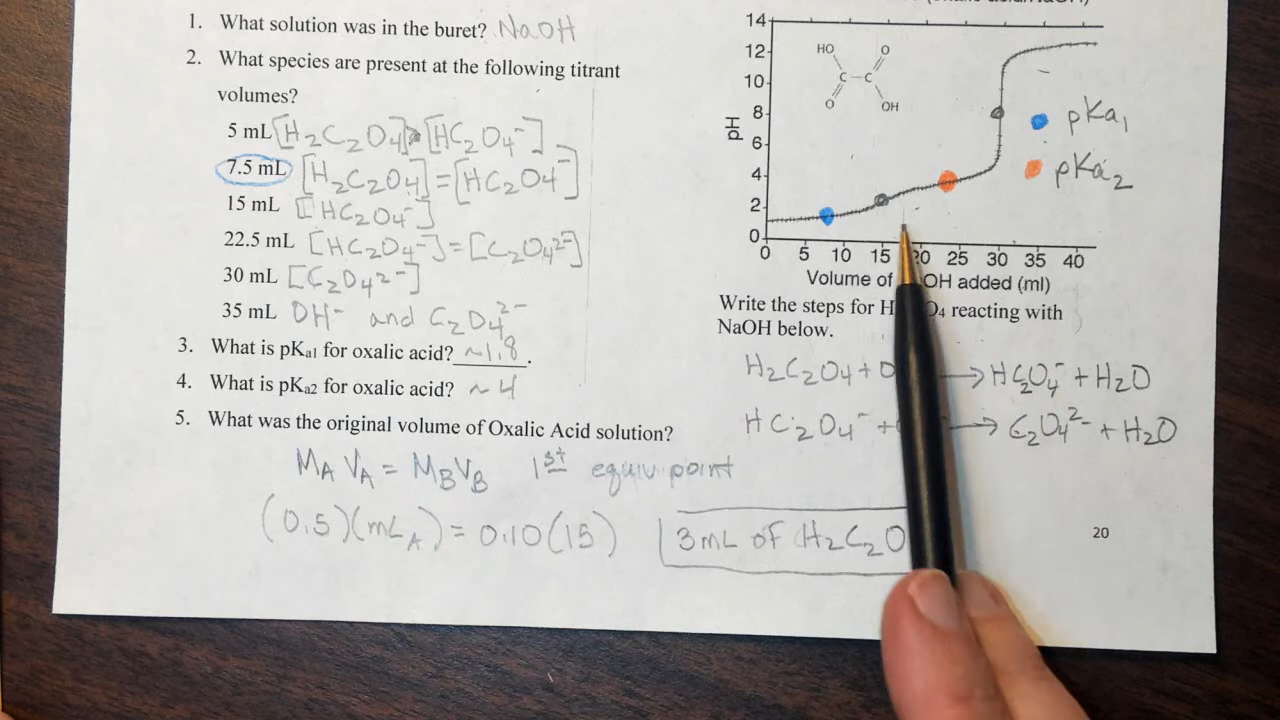 1. What solution was in the buret? NaOH
2. What species are present at the following titrant
volumes?
5 mL [H₂C₂O₄] > [HC₂O₄⁻]
7.5 mL [H₂C₂O₄] = [HC₂O₄⁻]
15 mL [HC₂O₄⁻]
22.5 mL [HC₂O₄⁻] = [C₂O₄²⁻]
30 mL [C₂O₄²⁻]
35 mL OH⁻ and C₂O₄²⁻
3. What is pKa1 for oxalic acid? ~1.8.
4. What is pKa2 for oxalic acid? ~4
5. What was the original volume of Oxalic Acid solution?
MA VA = MB VB 1st equiv point
(0.5)(mLA) = 0.10(15) 3mL of H₂C₂O
14
12
10
8
6
4
2
0
pH
HO O
C C
O OH
pKa₁
pKa₂
0 5 10 15 20 25 30 35 40
Volume of OH added (ml)
Write the steps for H O₄ reacting with
NaOH below.
H₂C₂O₄ + → HC₂O₄⁻ + H₂O
HC₂O₄⁻ + → C₂O₄²⁻ + H₂O
20